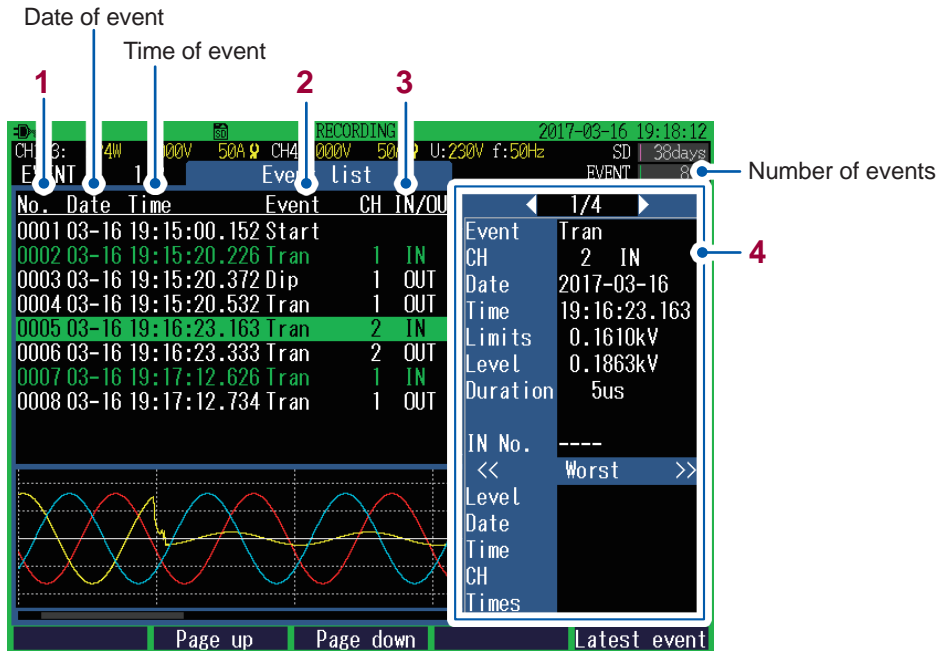 Date of event
Time of event
1 2 3
SD RECORDING 2017-03-16 19:18:12
50A CH4 U:230V f:50Hz SD 38days
EVENT 1 Event list EVENT
Number of events
No. Date Time Event CH IN/OU
0001 03-16 19:15:00.152 Start
0002 03-16 19:15:20.226 Tran 1 IN
0003 03-16 19:15:20.372 Dip 1 OUT
0004 03-16 19:15:20.532 Tran 1 OUT
0005 03-16 19:16:23.163 Tran 2 IN
0006 03-16 19:16:23.333 Tran 2 OUT
0007 03-16 19:17:12.626 Tran 1 IN
0008 03-16 19:17:12.734 Tran 1 OUT
1/4
Event Tran
CH 2 IN
4
Date 2017-03-16
Time 19:16:23.163
Limits 0.1610kV
Level 0.1863kV
Duration 5us
IN No. ----
<< Worst >>
Level
Date
Time
CH
Times
Page up Page down Latest event